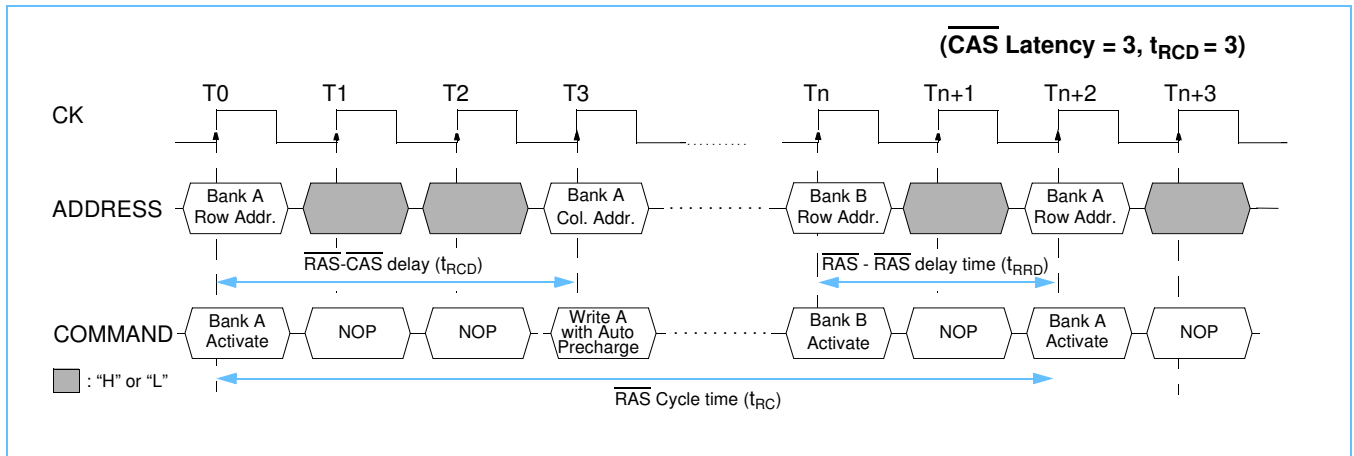 (CAS Latency = 3, tRCD = 3)
T0 T1 T2 T3 Tn Tn+1 Tn+2 Tn+3
CK
ADDRESS
Bank A
Row Addr.
Bank A
Col. Addr.
Bank B
Row Addr.
Bank A
Row Addr.
RAS-CAS delay (tRCD)
RAS - RAS delay time (tRRD)
COMMAND
Bank A
Activate
NOP
NOP
Write A
with Auto
Precharge
Bank B
Activate
NOP
Bank A
Activate
NOP
: “H” or “L”
RAS Cycle time (tRC)